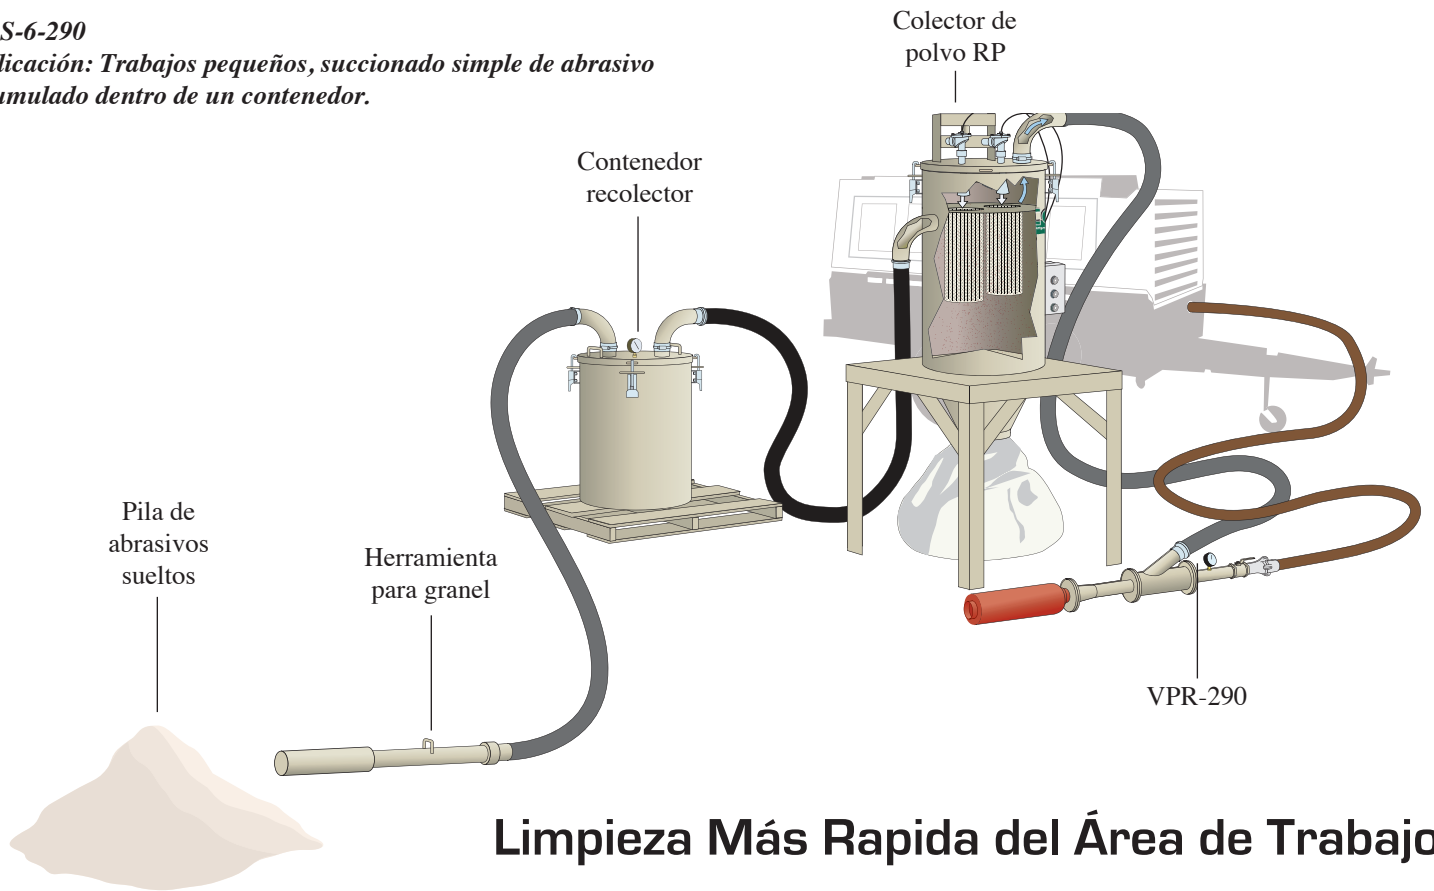 S-6-290
licación: Trabajos pequeños, succionado simple de abrasivo
umulado dentro de un contenedor.
Colector de
polvo RP
Contenedor
recolector
Pila de
abrasivos
sueltos
Herramienta
para granel
VPR-290
Limpieza Más Rapida del Área de Trabajo